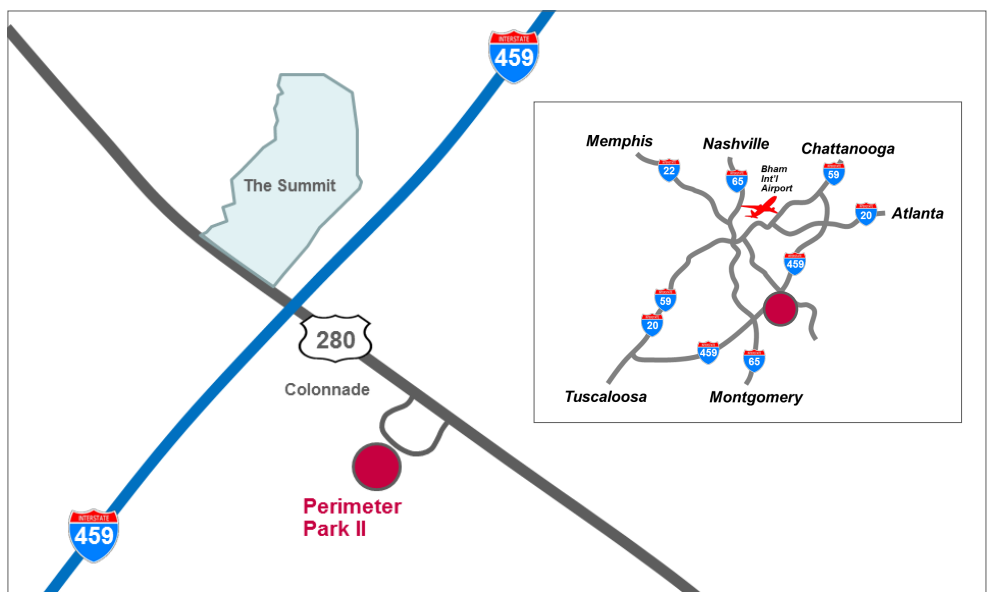 INTERSTATE
459
The Summit
280
Colonnade
Perimeter
Park II
INTERSTATE
459
Memphis
Nashville
Chattanooga
22
65
Bham
Int'l
Airport
59
20
Atlanta
459
59
20
459
65
Tuscaloosa
Montgomery